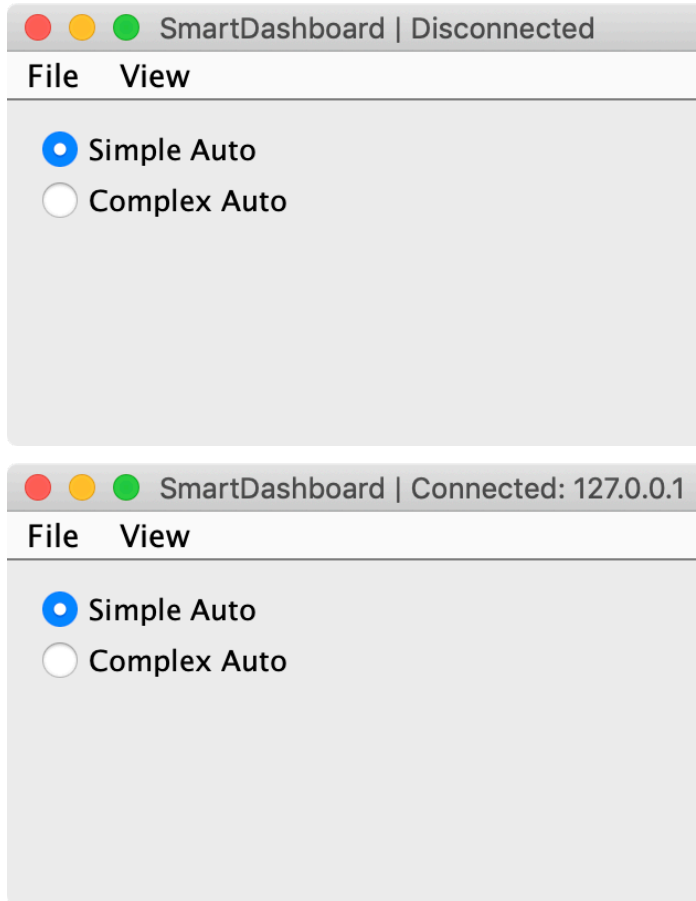 SmartDashboard | Disconnected
File View
Simple Auto
Complex Auto
SmartDashboard | Connected: 127.0.0.1
File View
Simple Auto
Complex Auto